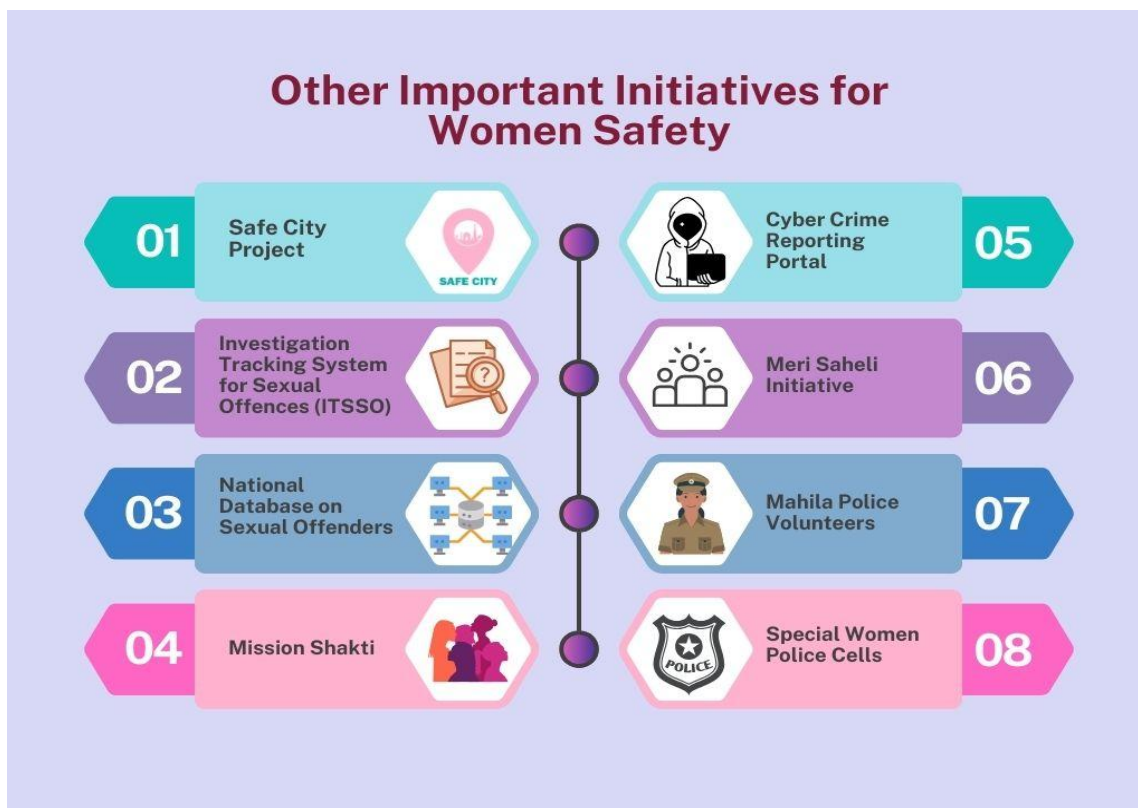 Other Important Initiatives for
Women Safety
01
Safe City
Project
SAFE CITY
02
Investigation
Tracking System
for Sexual
Offences (ITSSO)
?
03
National
Database on
Sexual Offenders
04
Mission Shakti
Cyber Crime
Reporting
Portal
05
Meri Saheli
Initiative
06
Mahila Police
Volunteers
07
POLICE
Special Women
Police Cells
08